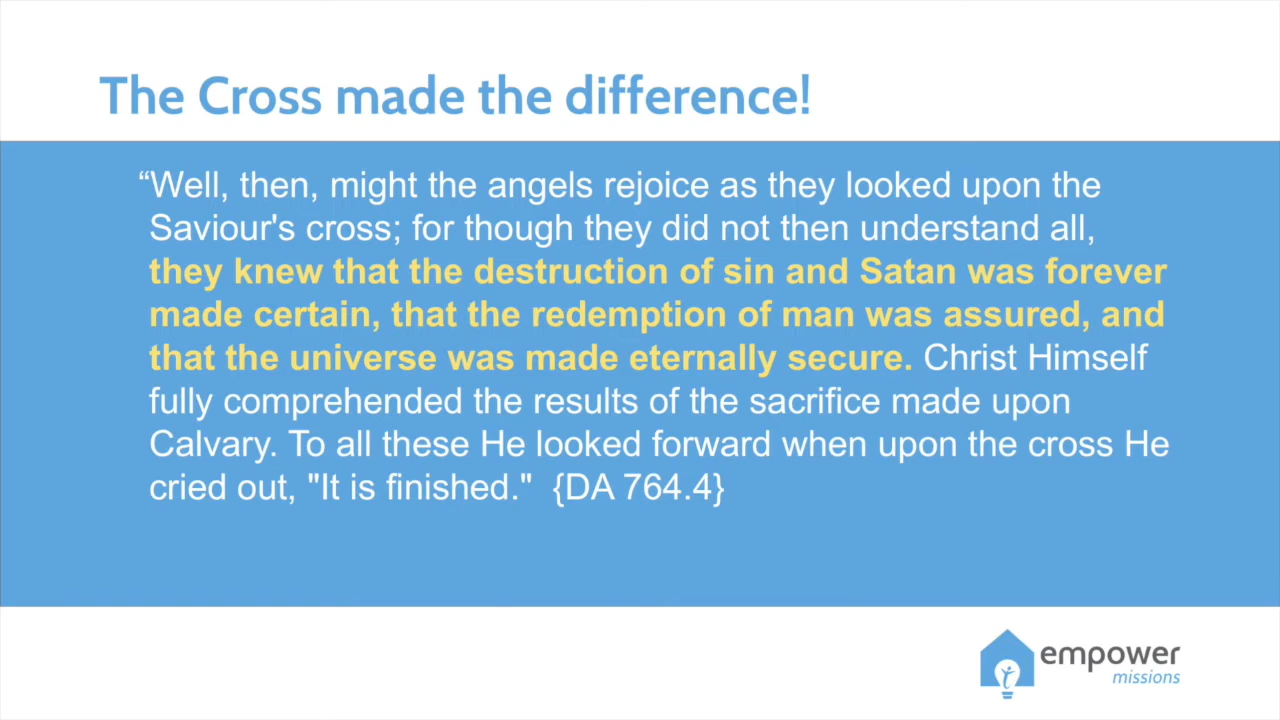 The Cross made the difference!
“Well, then, might the angels rejoice as they looked upon the
Saviour's cross; for though they did not then understand all,
they knew that the destruction of sin and Satan was forever
made certain, that the redemption of man was assured, and
that the universe was made eternally secure. Christ Himself
fully comprehended the results of the sacrifice made upon
Calvary. To all these He looked forward when upon the cross He
cried out, "It is finished."  {DA 764.4}
empower
missions